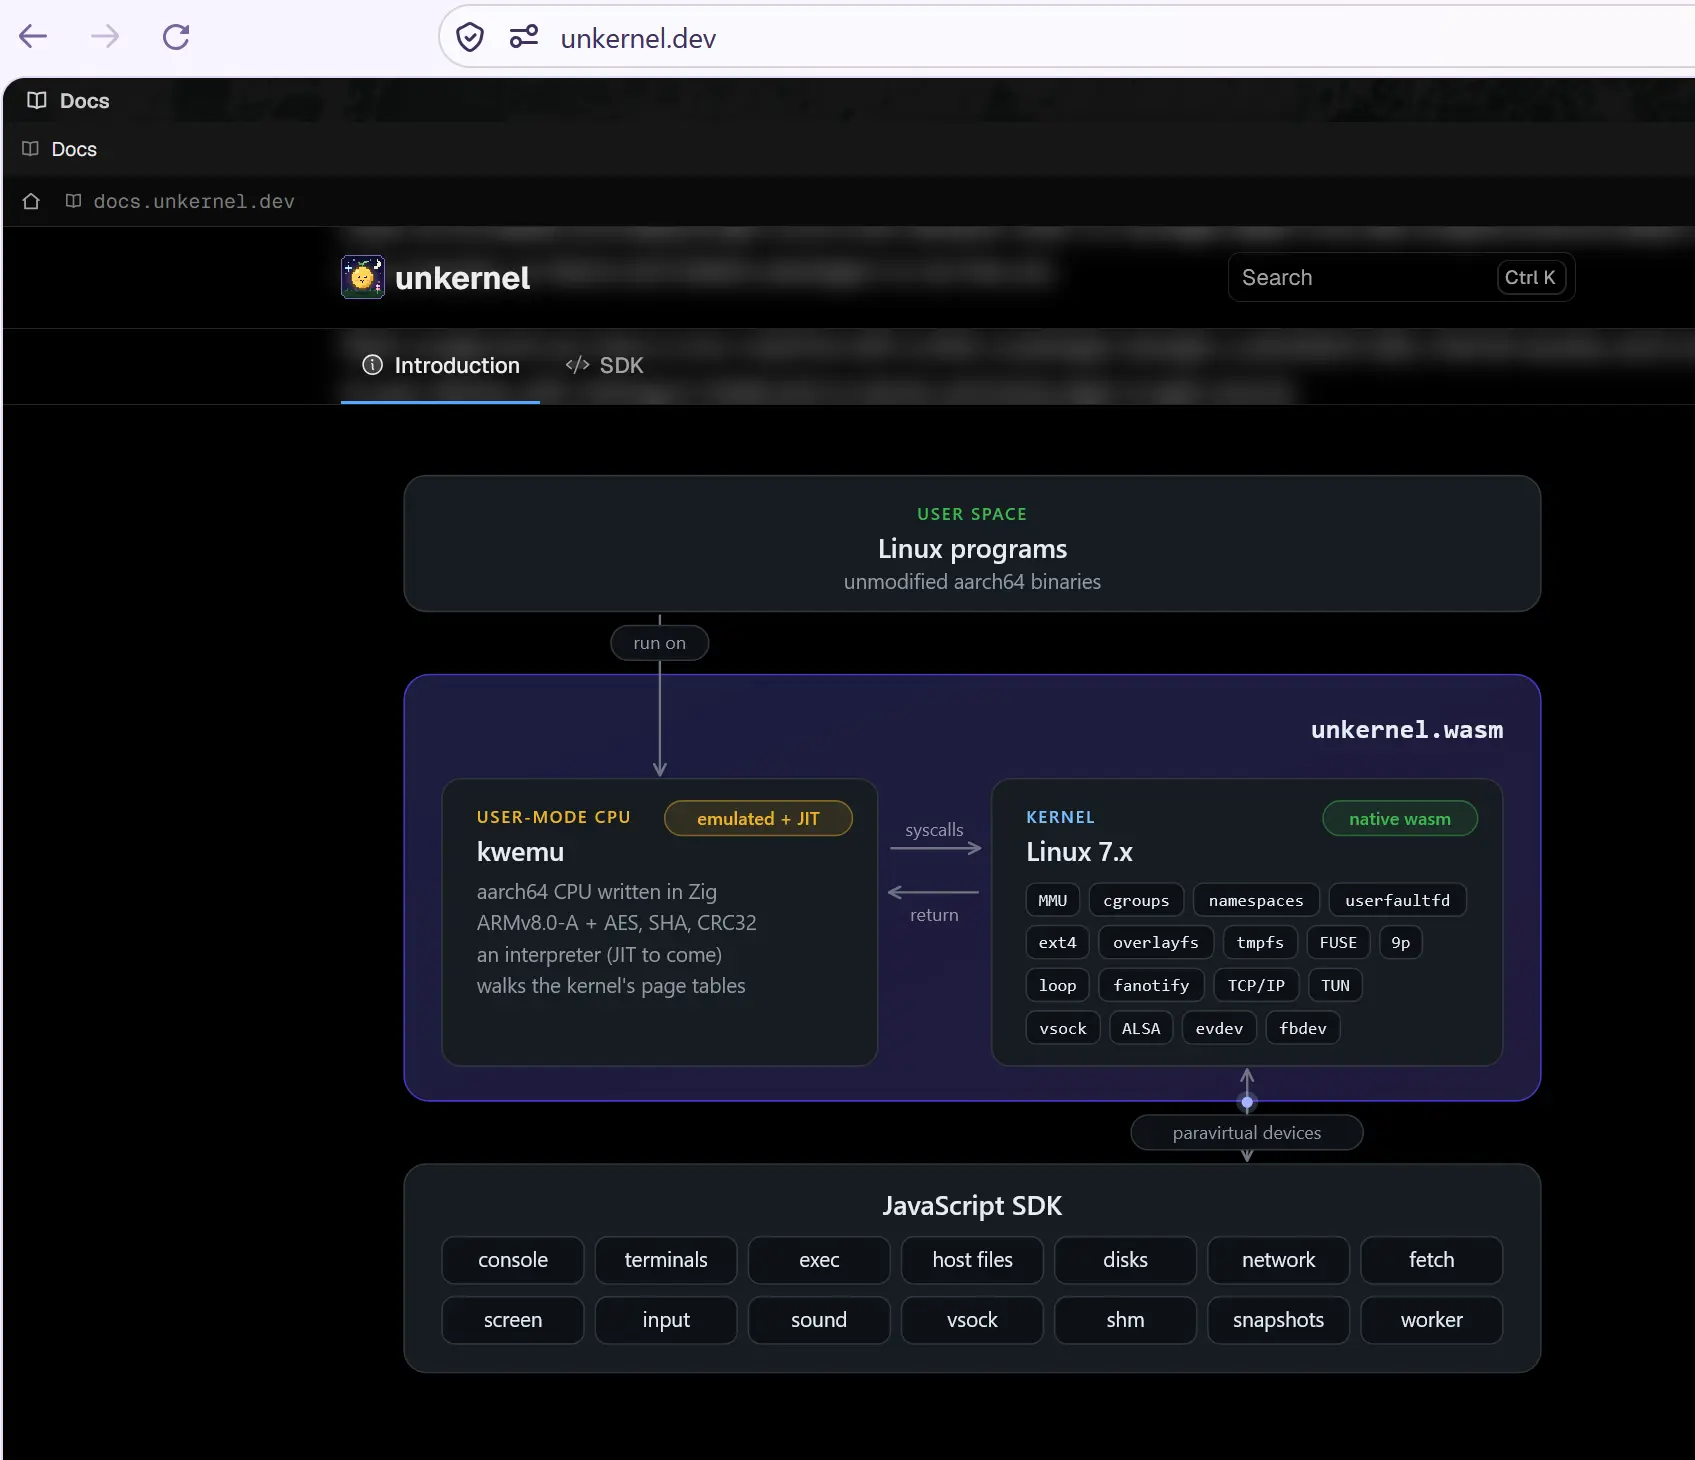 unkernel.dev
Docs
Docs
docs.unkernel.dev
unkernel
Search
Ctrl K
Introduction
SDK
USER SPACE
Linux programs
unmodified aarch64 binaries
run on
unkernel.wasm
USER-MODE CPU
emulated + JIT
kwemu
aarch64 CPU written in Zig
ARMv8.0-A + AES, SHA, CRC32
an interpreter (JIT to come)
walks the kernel's page tables
syscalls
return
KERNEL
native wasm
Linux 7.x
MMU cgroups namespaces userfaultfd
ext4 overlayfs tmpfs FUSE 9p
loop fanotify TCP/IP TUN
vsock ALSA evdev fbdev
paravirtual devices
JavaScript SDK
console terminals exec host files disks network fetch
screen input sound vsock shm snapshots worker